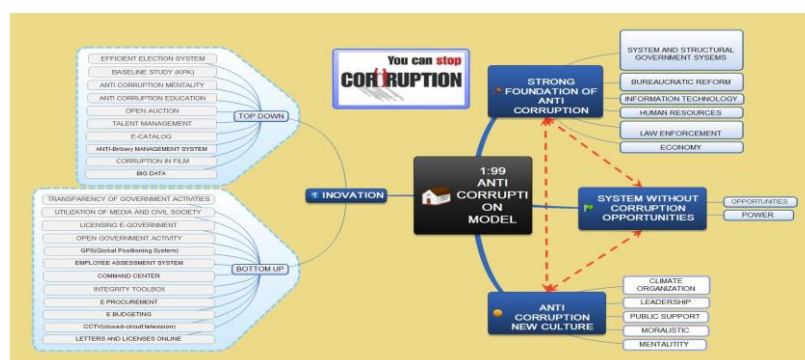 EFFICIENT ELECTION SYSTEM
BASELINE STUDY (KPK)
ANTI CORRUPTION MENTALITY
ANTI CORRUPTION EDUCATION
OPEN AUCTION
TALENT MANAGEMENT
E-CATALOG
ANTI-Bribery MANAGEMENT SYSTEM
CORRUPTION IN FILM
BIG DATA
TOP DOWN
TRANSPARENCY OF GOVERNMENT ACTIVITIES
UTILIZATION OF MEDIA AND CIVIL SOCIETY
LICENSING E-GOVERNMENT
OPEN GOVERNMENT ACTIVITY
GPS(Global Positioning System)
EMPLOYEE ASSESSMENT SYSTEM
COMMAND CENTER
INTEGRITY TOOLBOX
E PROCUREMENT
E BUDGETING
CCTV(closed-circuit television)
LETTERS AND LICENSES ONLINE
BOTTOM UP
INOVATION
You can stop
CORRUPTION
1:99
ANTI
CORRUPTI
ON
MODEL
STRONG
FOUNDATION OF
ANTI
CORRUPTION
SYSTEM AND STRUCTURAL
GOVERNMENT SYSEMS
BUREAUCRATIC REFORM
INFORMATION TECHNOLOGY
HUMAN RESOURCES
LAW ENFORCEMENT
ECONOMY
SYSTEM WITHOUT
CORRUPTION
OPPORTUNITIES
OPPORTUNITIES
POWER
ANTI
CORRUPTION
NEW CULTURE
CLIMATE
ORGANIZATION
LEADERSHIP
PUBLIC SUPPORT
MORALISTIC
MENTALITITY